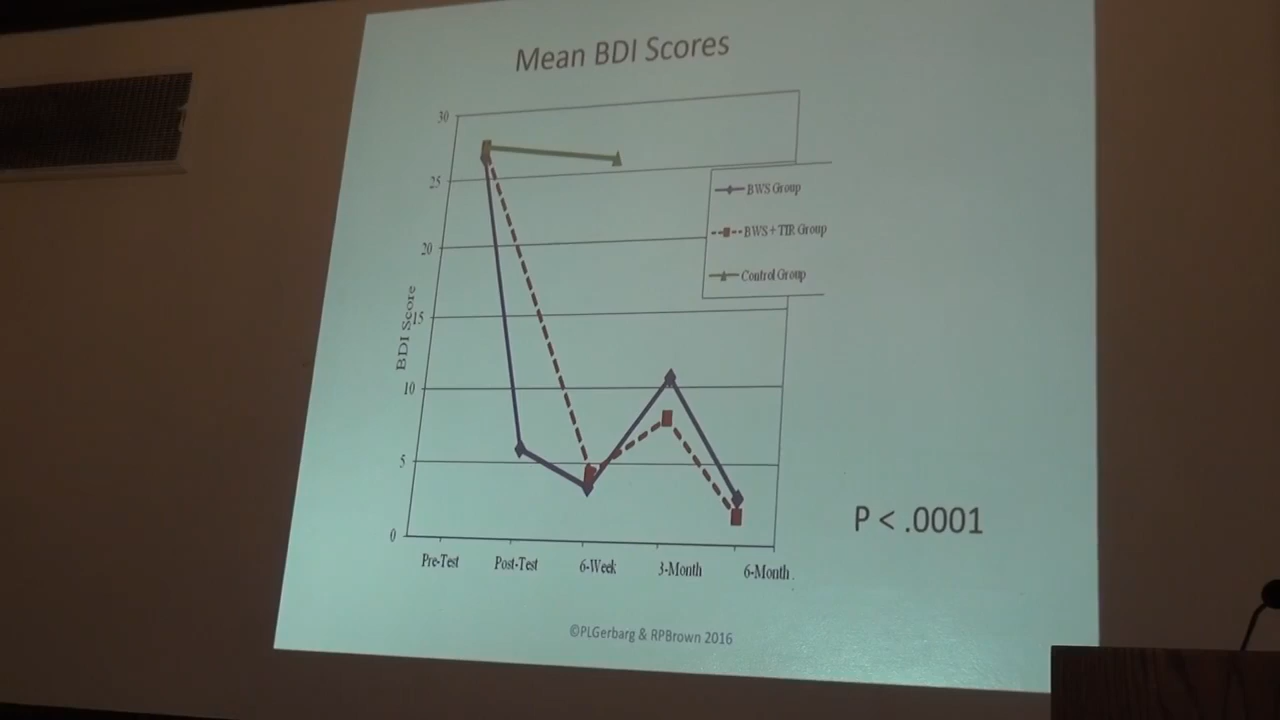 Mean BDI Scores
30
25
20
15
10
5
0
BDI Score
BWS Group
BWS+TIR Group
Control Group
P < .0001
Pre-Test
Post-Test
6-Week
3-Month
6-Month
©PLGerbarg & RPBrown 2016